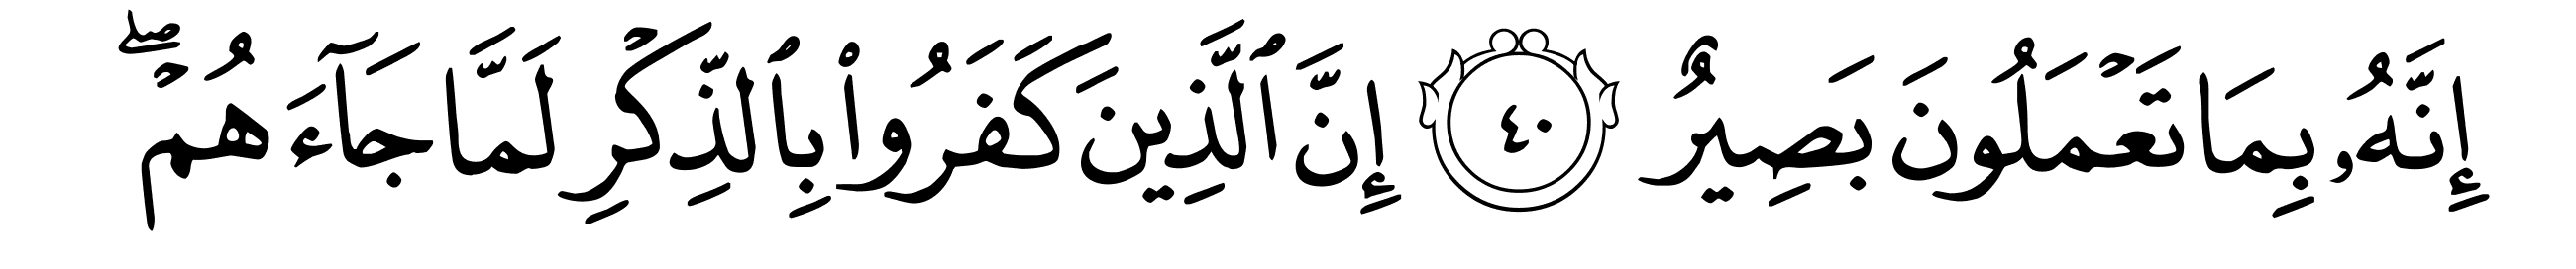 إِنَّهُۥ بِمَا تَعْمَلُونَ بَصِيرٌ ٤٠ إِنَّ ٱلَّذِينَ كَفَرُوا۟ بِٱلذِّكْرِ لَمَّا جَآءَهُمْ ۖ